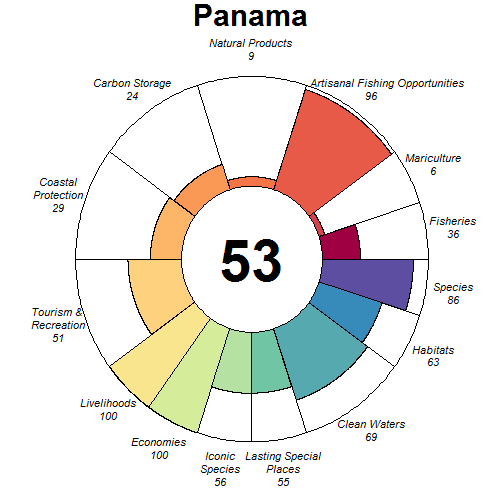 Panama
Natural Products
9
Carbon Storage
24
Artisanal Fishing Opportunities
96
Mariculture
6
Coastal
Protection
29
Fisheries
36
53
Species
86
Tourism &
Recreation
51
Habitats
63
Livelihoods
100
Clean Waters
69
Economies
100
Iconic
Species
56
Lasting Special
Places
55